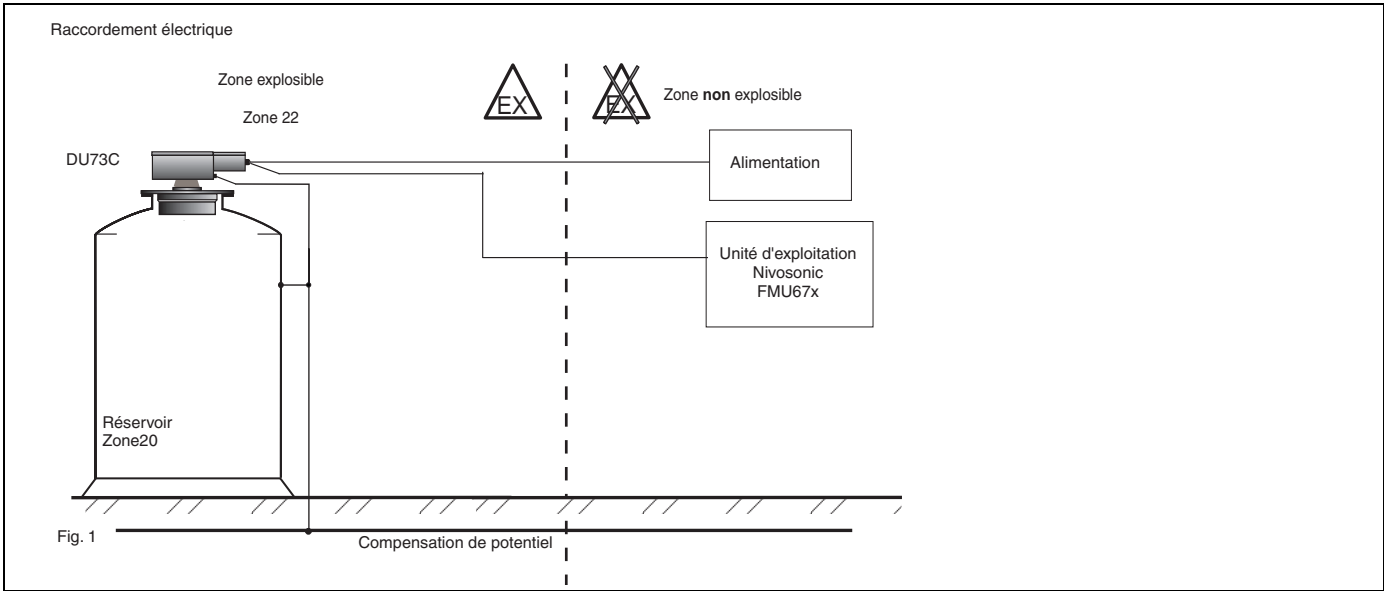 Raccordement électrique
Zone explosible
Zone 22
EX
EX
Zone non explosible
DU73C
Alimentation
Unité d'exploitation
Nivosonic
FMU67x
Réservoir
Zone20
Fig. 1
Compensation de potentiel